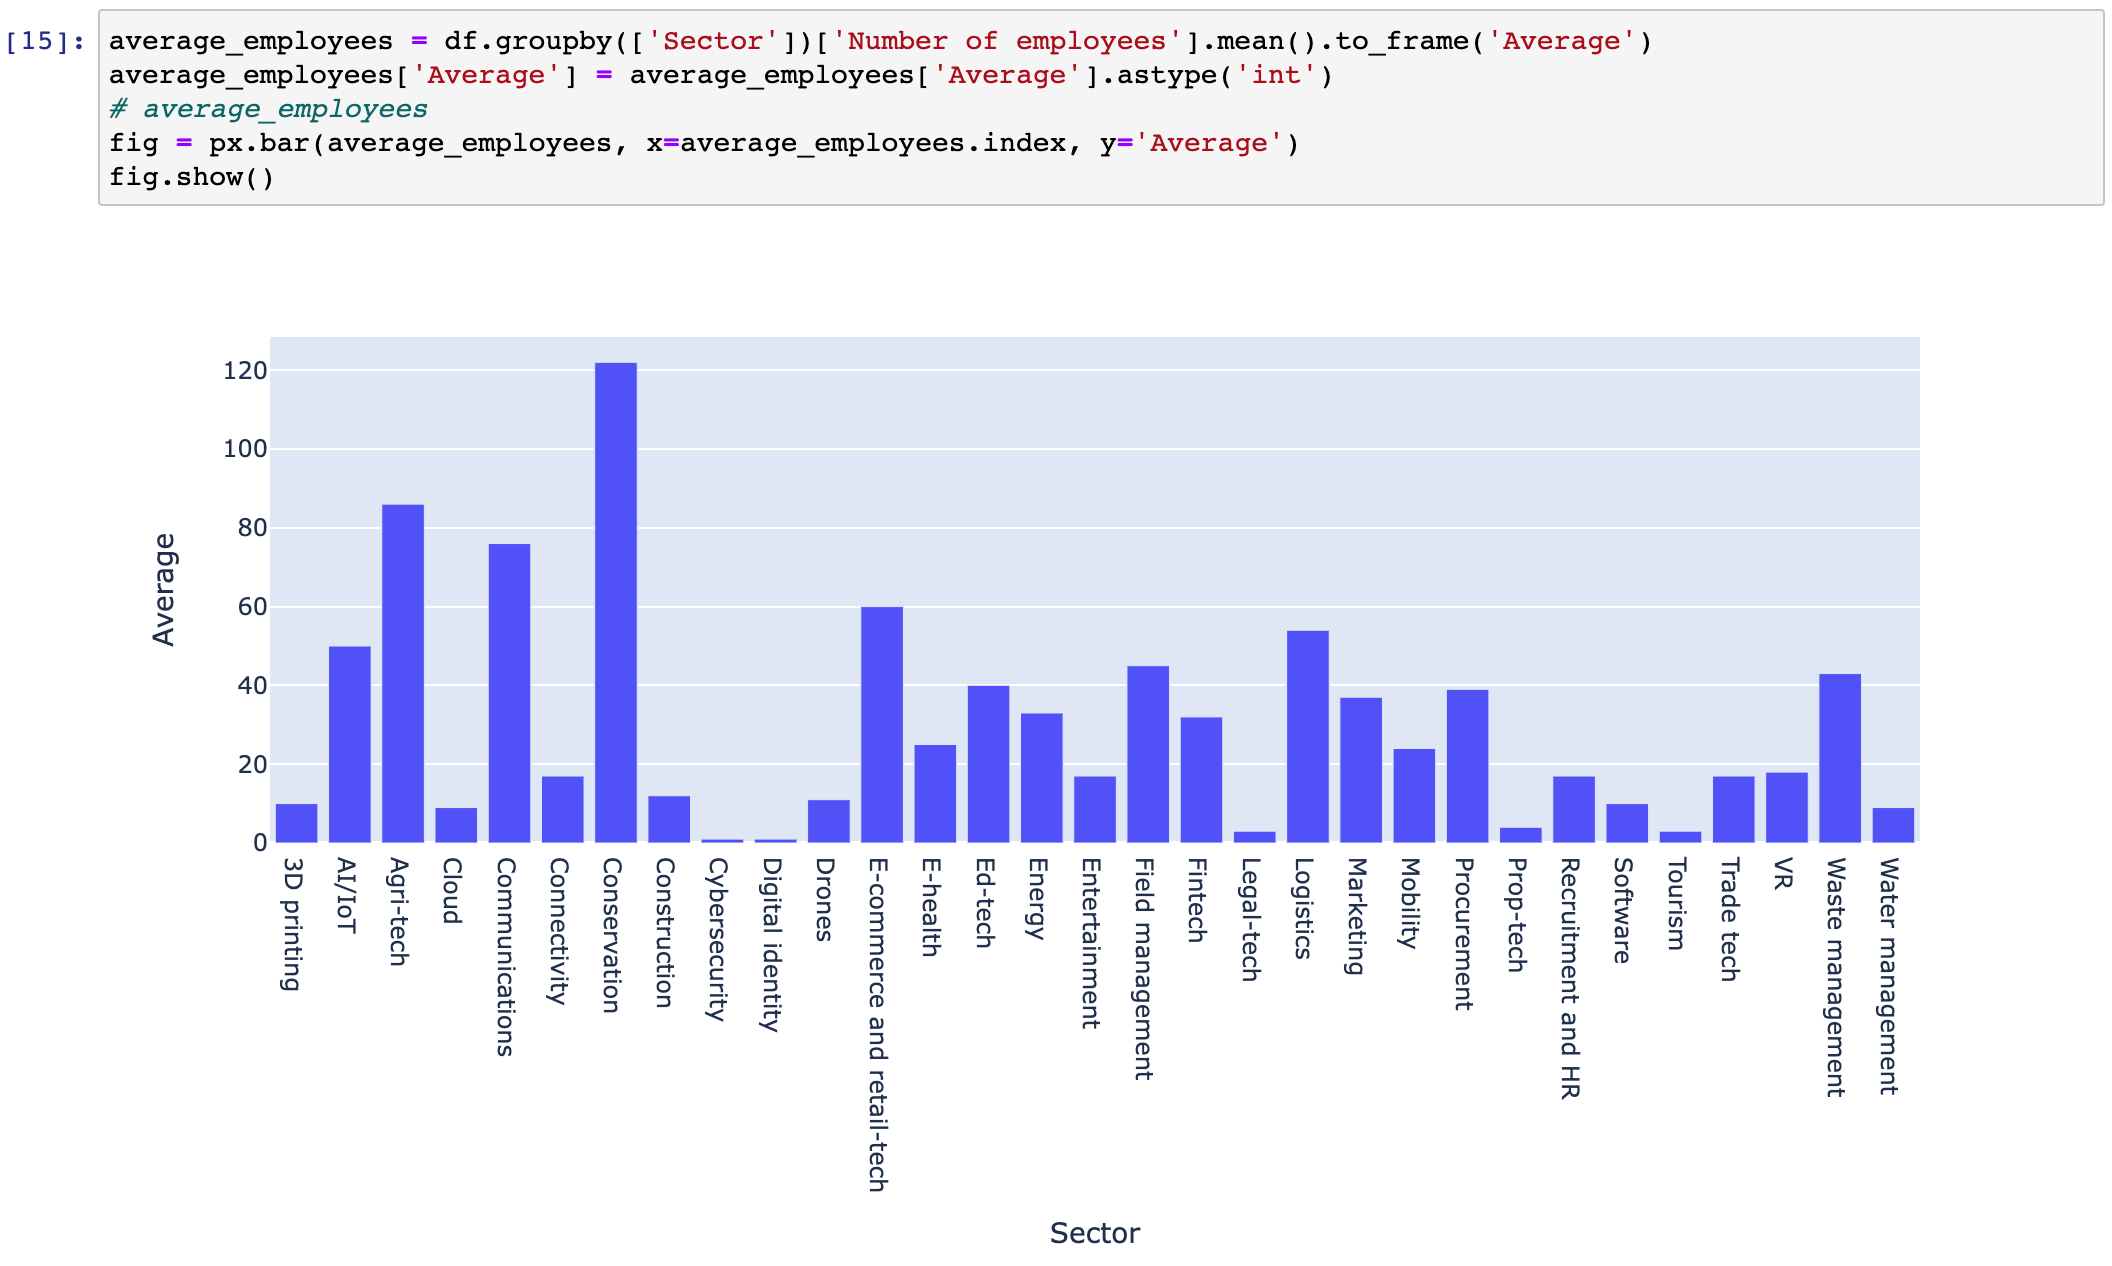 [15]: average_employees = df.groupby(['Sector'])['Number of employees'].mean().to_frame('Average')
average_employees['Average'] = average_employees['Average'].astype('int')
# average_employees
fig = px.bar(average_employees, x=average_employees.index, y='Average')
fig.show()
120
100
80
60
40
20
0
Average
3D printing
AI/IoT
Agri-tech
Cloud
Communications
Connectivity
Conservation
Construction
Cybersecurity
Digital identity
Drones
E-commerce and retail-tech
E-health
Ed-tech
Energy
Entertainment
Field management
Fintech
Legal-tech
Logistics
Marketing
Mobility
Procurement
Prop-tech
Recruitment and HR
Software
Tourism
Trade tech
VR
Waste management
Water management
Sector